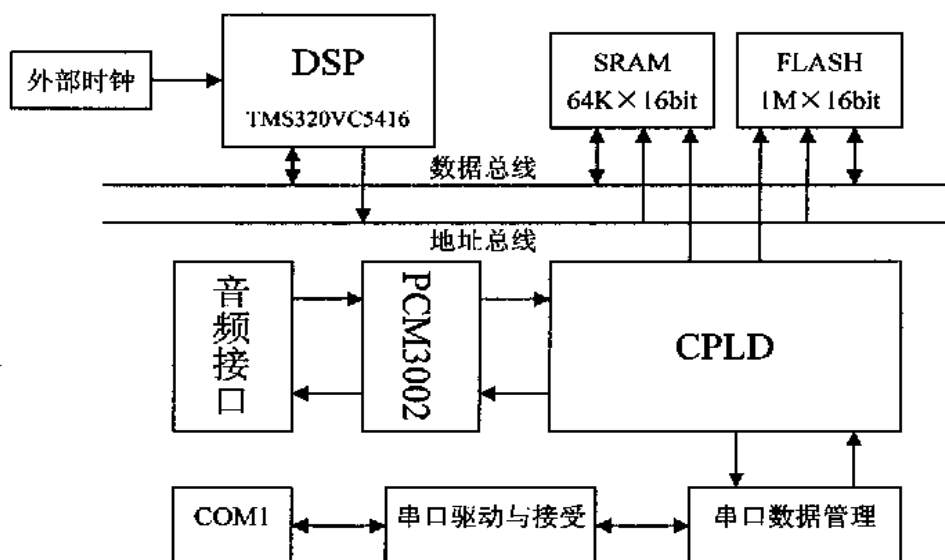 外部时钟
DSP
TMS320VC5416
SRAM
64K×16bit
FLASH
1M×16bit
数据总线
地址总线
音频接口
PCM3002
CPLD
COM1
串口驱动与接受
串口数据管理